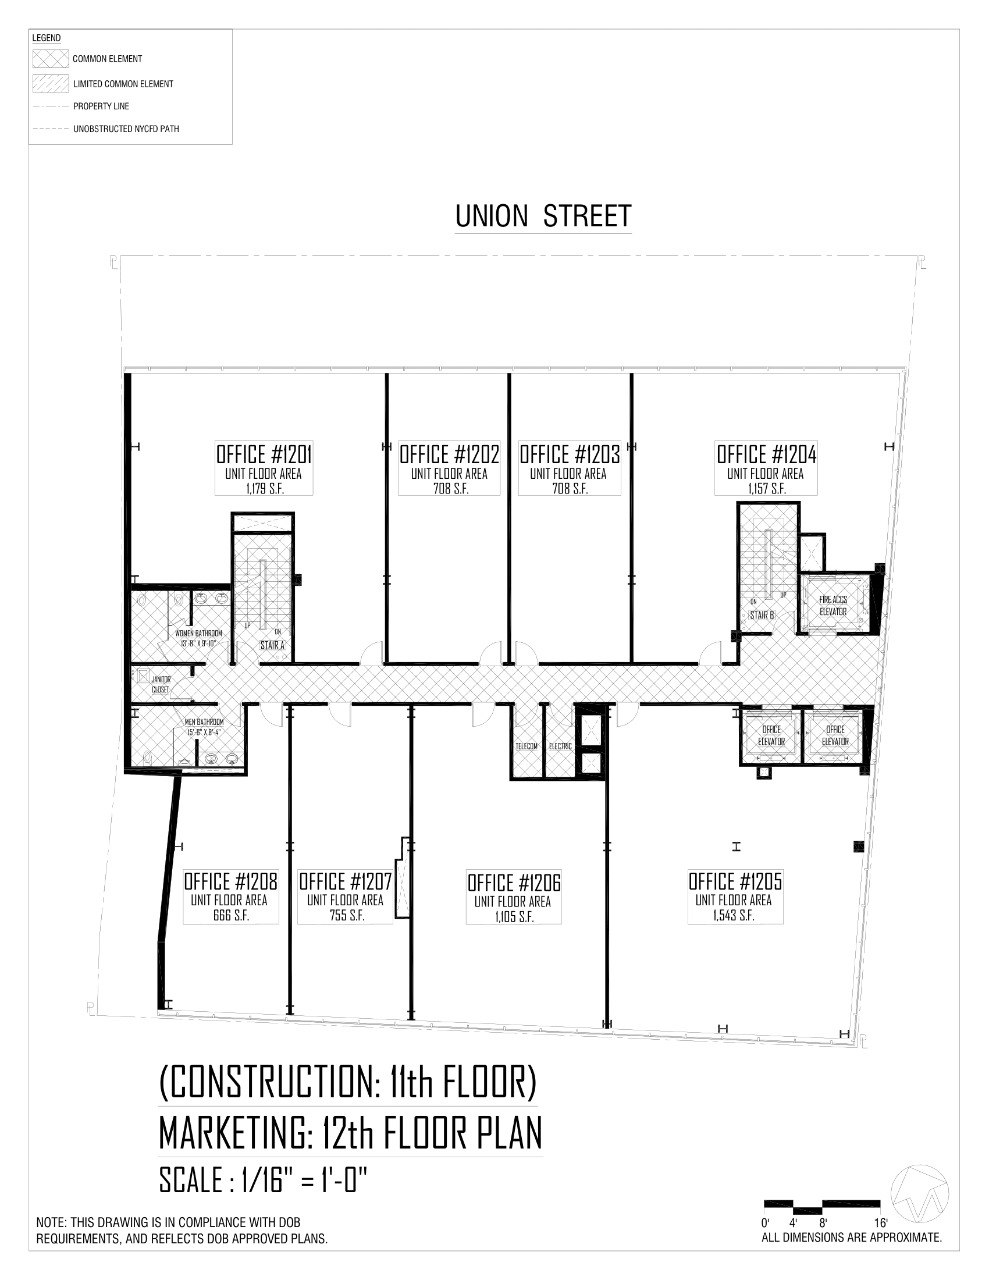 LEGEND
COMMON ELEMENT
LIMITED COMMON ELEMENT
PROPERTY LINE
UNOBSTRUCTED NYCFD PATH
UNION STREET
OFFICE #1201
UNIT FLOOR AREA
1,179 S.F.
OFFICE #1202
UNIT FLOOR AREA
708 S.F.
OFFICE #1203
UNIT FLOOR AREA
708 S.F.
OFFICE #1204
UNIT FLOOR AREA
1,157 S.F.
WOMEN BATHROOM
UP
DN
STAIR A
DN
UP
STAIR B
FIRE ACCS
ELEVATOR
JANITOR
CLOSET
MEN BATHROOM
TELECOM
ELECTRIC
OFFICE
ELEVATOR
OFFICE
ELEVATOR
OFFICE #1208
UNIT FLOOR AREA
666 S.F.
OFFICE #1207
UNIT FLOOR AREA
755 S.F.
OFFICE #1206
UNIT FLOOR AREA
1,105 S.F.
OFFICE #1205
UNIT FLOOR AREA
1,543 S.F.
(CONSTRUCTION: 11th FLOOR)
MARKETING: 12th FLOOR PLAN
SCALE : 1/16" = 1'-0"
NOTE: THIS DRAWING IS IN COMPLIANCE WITH DOB
REQUIREMENTS, AND REFLECTS DOB APPROVED PLANS.
0' 4' 8' 16'
ALL DIMENSIONS ARE APPROXIMATE.